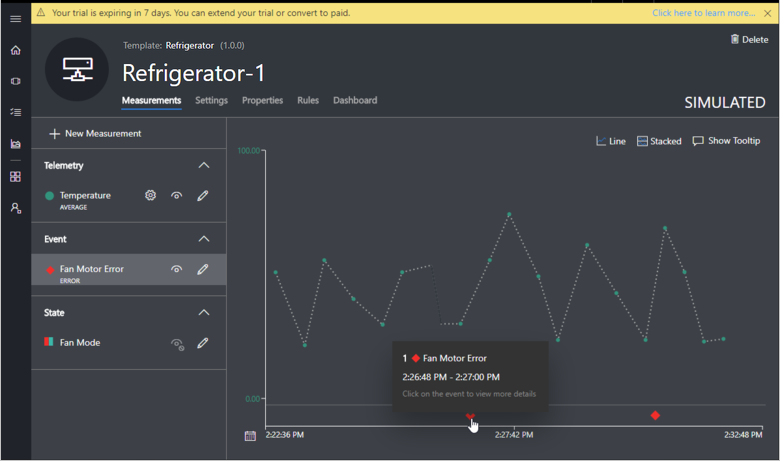 Your trial is expiring in 7 days. You can extend your trial or convert to paid.
Click here to learn more...
Template: Refrigerator (1.0.0)
Delete
Refrigerator-1
Measurements Settings Properties Rules Dashboard
SIMULATED
New Measurement
Line Stacked Show Tooltip
Telemetry
100.00
Temperature
AVERAGE
Event
Fan Motor Error
ERROR
State
Fan Mode
1 Fan Motor Error
2:26:48 PM - 2:27:00 PM
Click on the event to view more details
0.00
2:22:36 PM 2:27:42 PM 2:32:48 PM